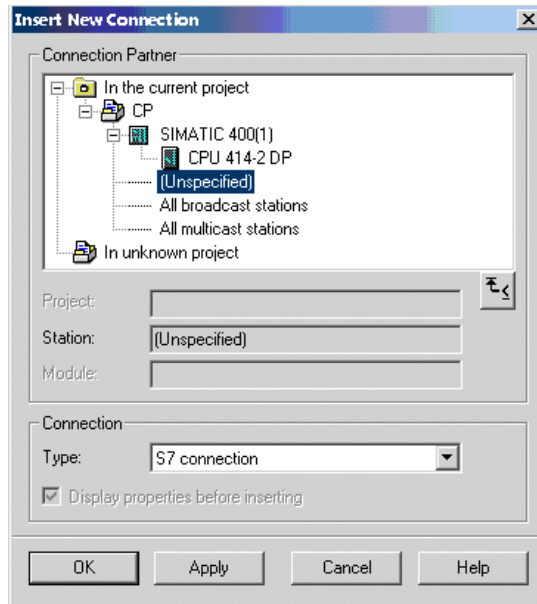 Insert New Connection
Connection Partner
In the current project
CP
SIMATIC 400(1)
CPU 414-2 DP
(Unspecified)
All broadcast stations
All multicast stations
In unknown project
Project:
Station: (Unspecified)
Module:
Connection
Type: S7 connection
Display properties before inserting
OK Apply Cancel Help